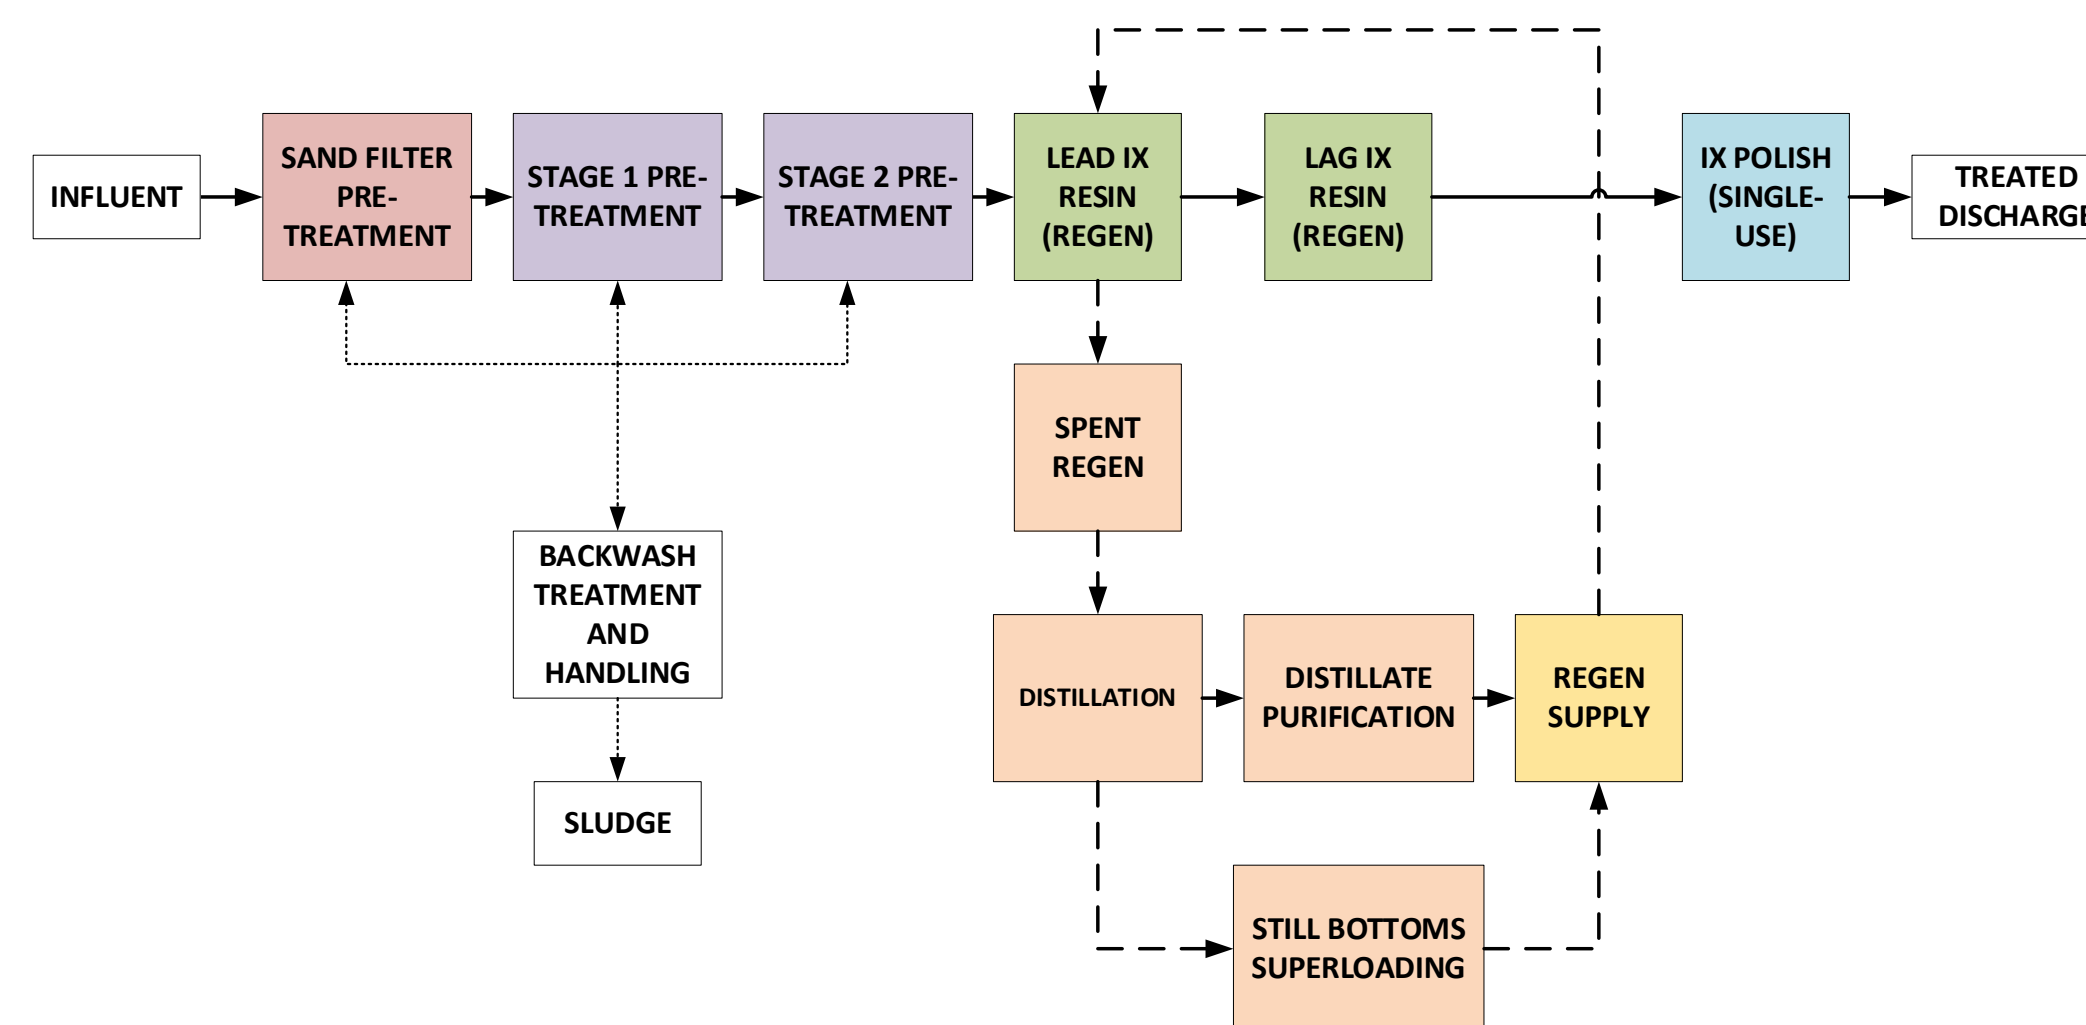 INFLUENT
SAND FILTER
PRE-
TREATMENT
STAGE 1 PRE-
TREATMENT
STAGE 2 PRE-
TREATMENT
LEAD IX
RESIN
(REGEN)
LAG IX
RESIN
(REGEN)
IX POLISH
(SINGLE-
USE)
TREATED
DISCHARGE
SPENT
REGEN
BACKWASH
TREATMENT
AND
HANDLING
DISTILLATION
DISTILLATE
PURIFICATION
REGEN
SUPPLY
SLUDGE
STILL BOTTOMS
SUPERLOADING